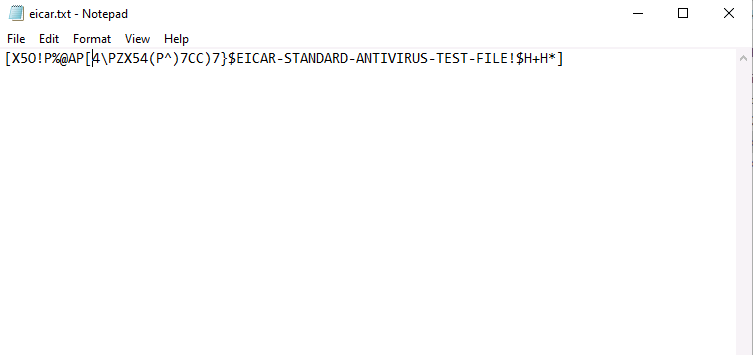 eicar.txt - Notepad
File Edit Format View Help
[X5O!P%@AP[4\PZX54(P^)7CC)7}$EICAR-STANDARD-ANTIVIRUS-TEST-FILE!$H+H*]